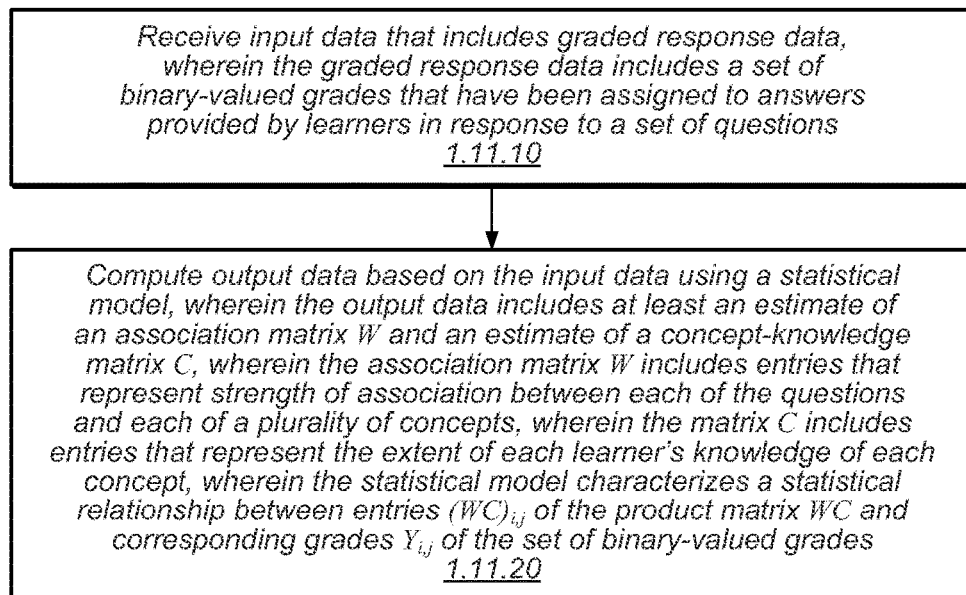 Receive input data that includes graded response data,
wherein the graded response data includes a set of
binary-valued grades that have been assigned to answers
provided by learners in response to a set of questions
1.11.10
Compute output data based on the input data using a statistical
model, wherein the output data includes at least an estimate of
an association matrix W and an estimate of a concept-knowledge
matrix C, wherein the association matrix W includes entries that
represent strength of association between each of the questions
and each of a plurality of concepts, wherein the matrix C includes
entries that represent the extent of each learner's knowledge of each
concept, wherein the statistical model characterizes a statistical
relationship between entries (WC)i,j of the product matrix WC and
corresponding grades Yi,j of the set of binary-valued grades
1.11.20